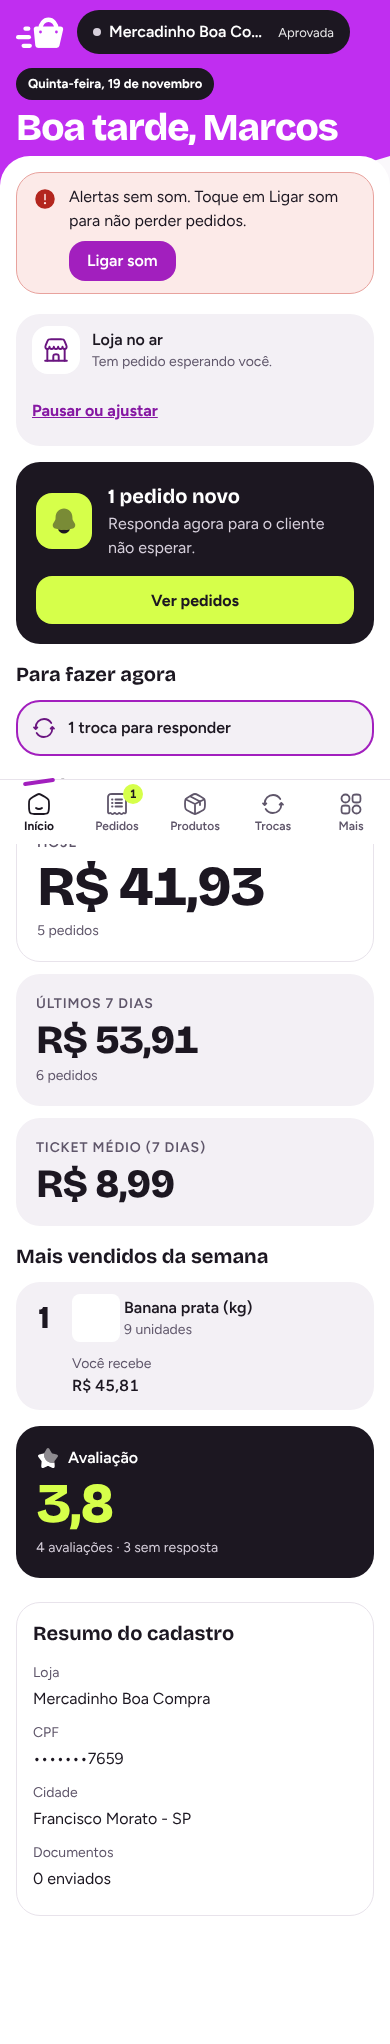 Mercadinho Boa Co... Aprovada
Quinta-feira, 19 de novembro
Boa tarde, Marcos
Alertas sem som. Toque em Ligar som
para não perder pedidos.
Ligar som
Loja no ar
Tem pedido esperando você.
Pausar ou ajustar
1 pedido novo
Responda agora para o cliente
não esperar.
Ver pedidos
Para fazer agora
1 troca para responder
1
Início Pedidos Produtos Trocas Mais
HOJE
R$ 41,93
5 pedidos
ÚLTIMOS 7 DIAS
R$ 53,91
6 pedidos
TICKET MÉDIO (7 DIAS)
R$ 8,99
Mais vendidos da semana
1 Banana prata (kg)
9 unidades
Você recebe
R$ 45,81
Avaliação
3,8
4 avaliações · 3 sem resposta
Resumo do cadastro
Loja
Mercadinho Boa Compra
CPF
•••••••7659
Cidade
Francisco Morato - SP
Documentos
0 enviados